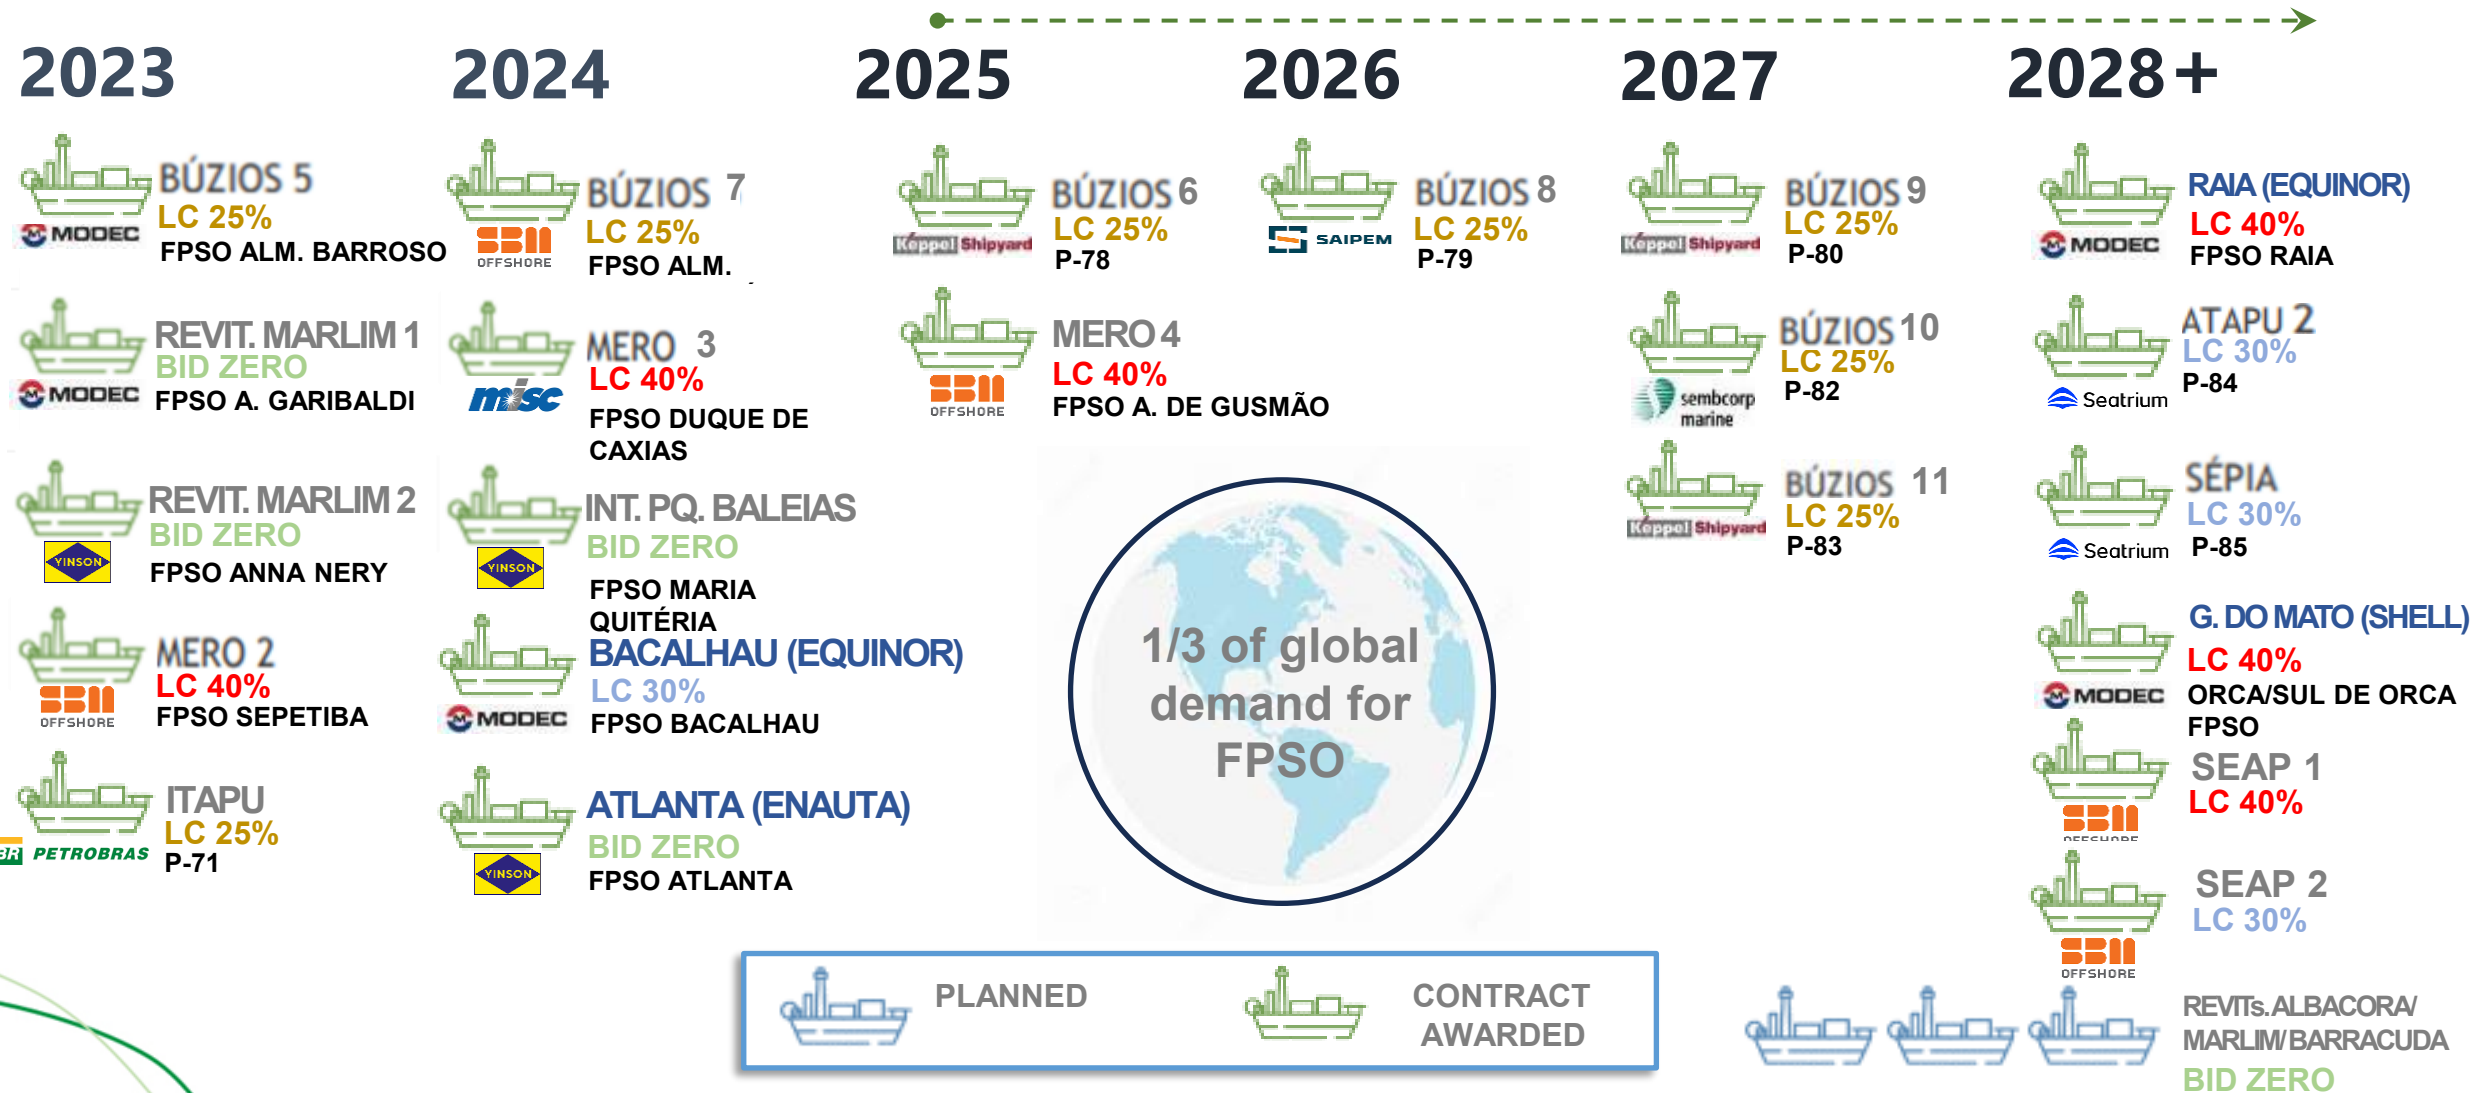 2023
BÚZIOS 5
LC 25%
MODEC
FPSO ALM. BARROSO
REVIT. MARLIM 1
BID ZERO
MODEC
FPSO A. GARIBALDI
REVIT. MARLIM 2
BID ZERO
YINSON
FPSO ANNA NERY
MERO 2
LC 40%
SBM
OFFSHORE
FPSO SEPETIBA
ITAPU
LC 25%
BR PETROBRAS
P-71
2024
BÚZIOS 7
LC 25%
SBM
OFFSHORE
FPSO ALM.
MERO 3
LC 40%
misc
FPSO DUQUE DE
CAXIAS
INT. PQ. BALEIAS
BID ZERO
YINSON
FPSO MARIA
QUITÉRIA
BACALHAU (EQUINOR)
LC 30%
MODEC
FPSO BACALHAU
ATLANTA (ENAUTA)
BID ZERO
YINSON
FPSO ATLANTA
2025
BÚZIOS 6
LC 25%
Keppel Shipyard
P-78
MERO 4
LC 40%
SBM
OFFSHORE
FPSO A. DE GUSMÃO
2026
BÚZIOS 8
LC 25%
SAIPEM
P-79
1/3 of global
demand for
FPSO
2027
BÚZIOS 9
LC 25%
Keppel Shipyard
P-80
BÚZIOS 10
LC 25%
P-82
sembcorp
marine
BÚZIOS 11
LC 25%
Keppel Shipyard
P-83
2028+
RAIA (EQUINOR)
LC 40%
MODEC
FPSO RAIA
ATAPU 2
LC 30%
P-84
Seatrium
SÉPIA
LC 30%
P-85
Seatrium
G. DO MATO (SHELL)
LC 40%
MODEC
ORCA/SUL DE ORCA
FPSO
SEAP 1
LC 40%
SBM
OFFSHORE
SEAP 2
LC 30%
SBM
OFFSHORE
REVITs. ALBACORA/
MARLIM/ BARRACUDA
BID ZERO
PLANNED
CONTRACT
AWARDED